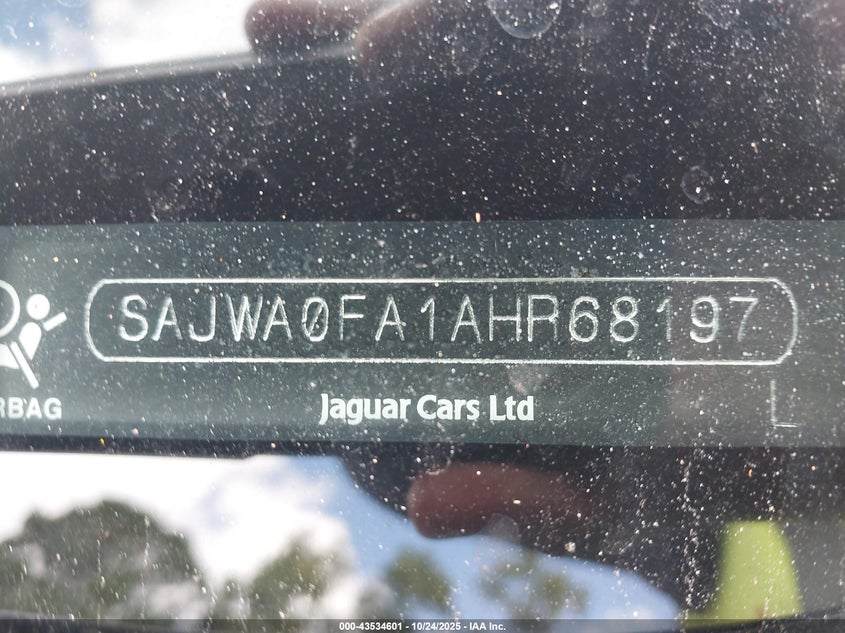 SAJWA0FA1AHR68197
RBAG
Jaguar Cars Ltd
L
000-43534601 - 10/24/2025 - IAA Inc.